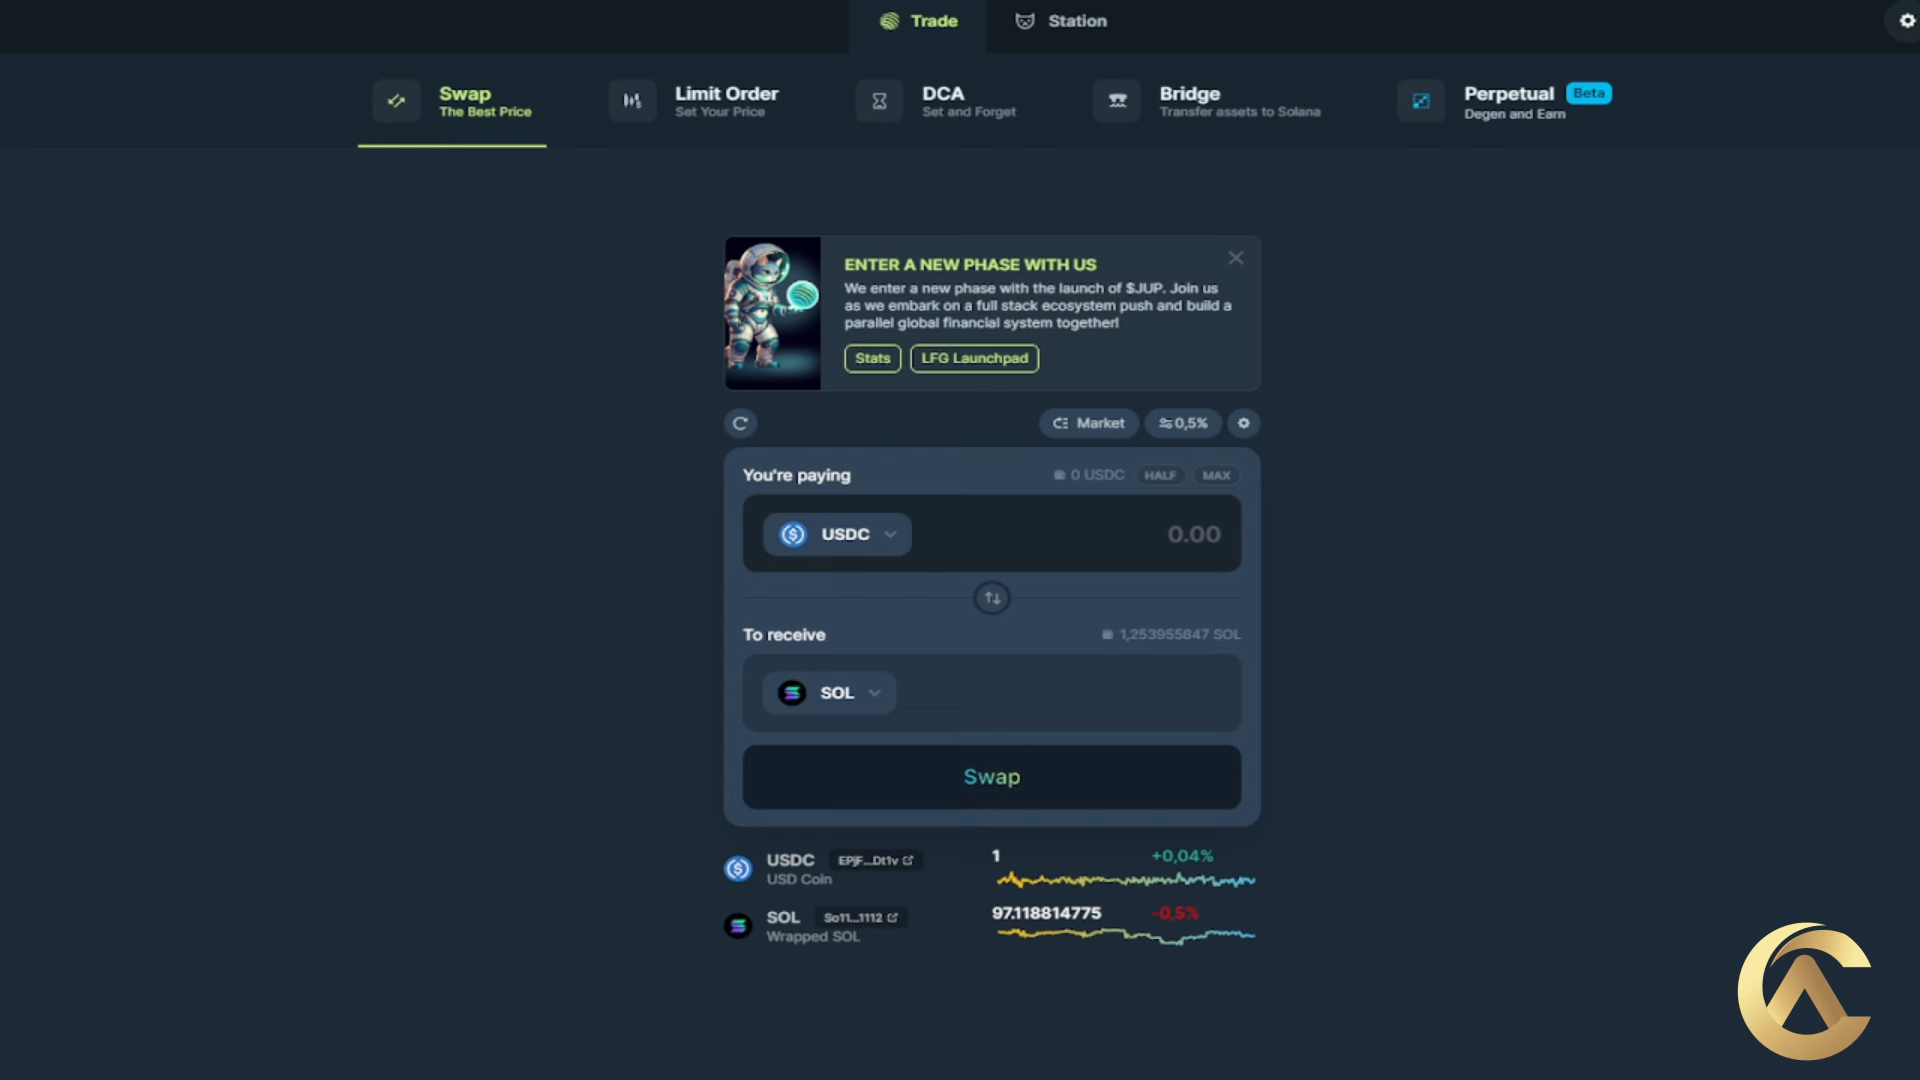 Trade
Station
Swap
The Best Price
Limit Order
Set Your Price
DCA
Set and Forget
Bridge
Transfer assets to Solana
Perpetual Beta
Degen and Earn
ENTER A NEW PHASE WITH US
We enter a new phase with the launch of $JUP. Join us
as we embark on a full stack ecosystem push and build a
parallel global financial system together!
Stats
LFG Launchpad
Market
0,5%
You're paying
0 USDC
HALF
MAX
USDC
0.00
To receive
1,253955847 SOL
SOL
Swap
USDC EPjF...Dt1v
1
+0,04%
USD Coin
SOL So11...1112
97.118814775
-0,5%
Wrapped SOL